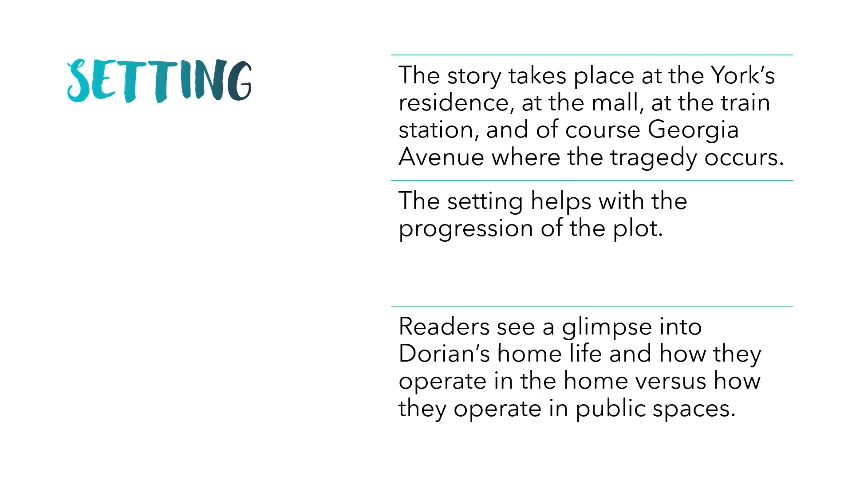 SETTING
The story takes place at the York’s
residence, at the mall, at the train
station, and of course Georgia
Avenue where the tragedy occurs.
The setting helps with the
progression of the plot.
Readers see a glimpse into
Dorian’s home life and how they
operate in the home versus how
they operate in public spaces.